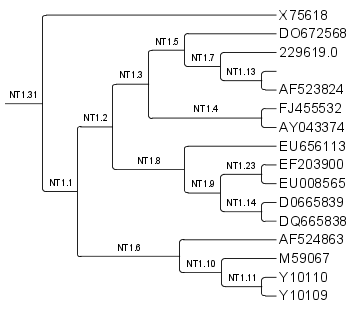 X75618
DO672568
NT1.5
229619.0
NT1.7
NT1.13
NT1.3
AF523824
NT1.31
FJ455532
NT1.4
AY043374
NT1.2
EU656113
NT1.8
EF203900
NT1.23
EU008565
NT1.9
NT1.1
D0665839
NT1.14
DQ665838
AF524863
NT1.6
M59067
NT1.10
Y10110
NT1.11
Y10109